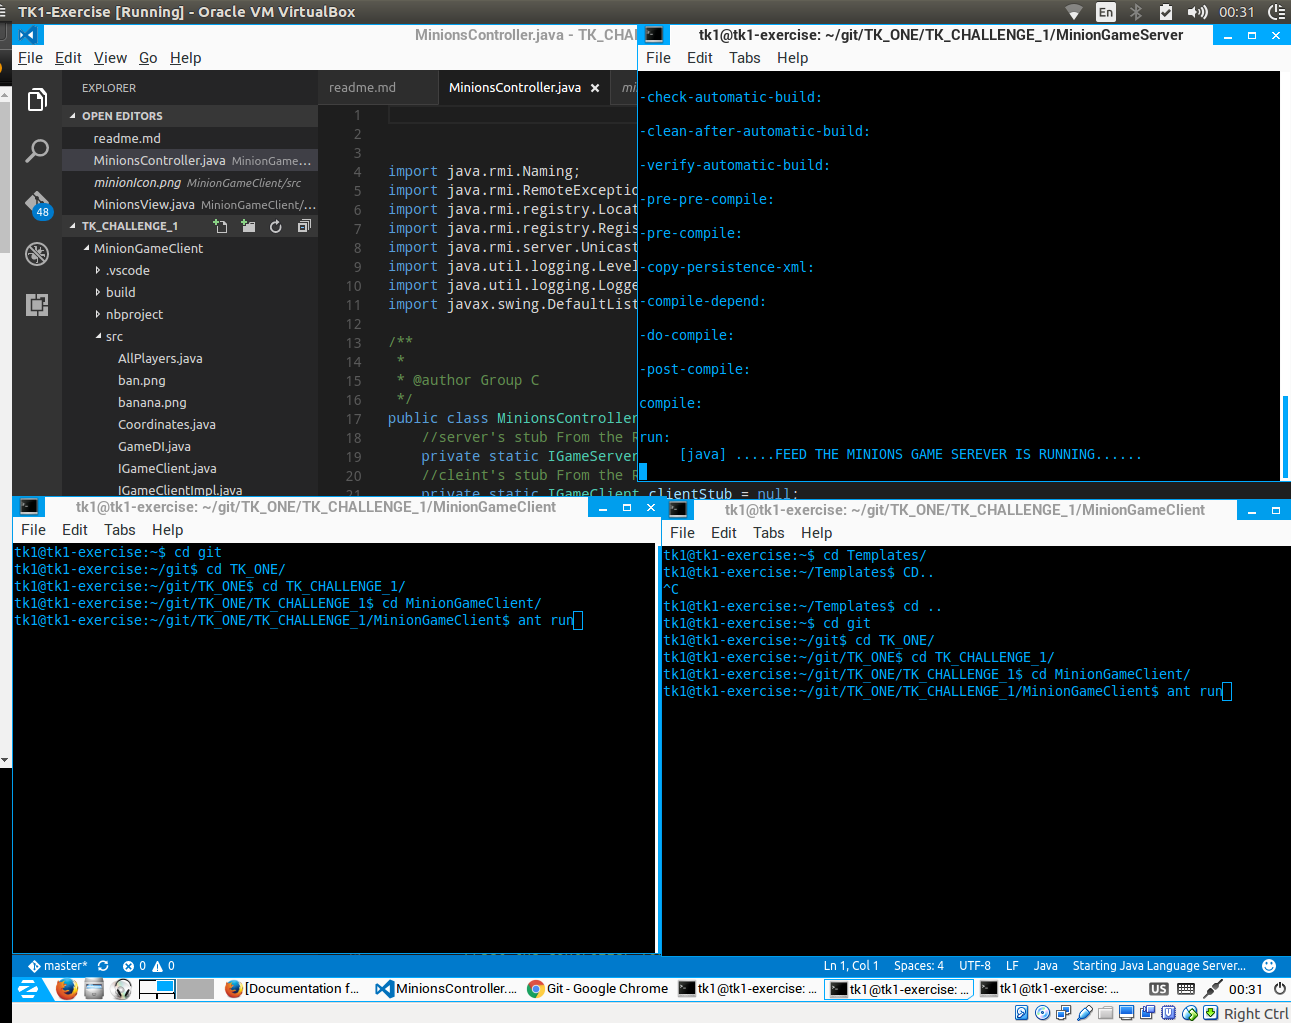 TK1-Exercise [Running] - Oracle VM VirtualBox
En
00:31
MinionsController.java - TK_CHA
File Edit View Go Help
EXPLORER
OPEN EDITORS
readme.md
MinionsController.java MinionGame...
minionIcon.png MinionGameClient/src
MinionsView.java MinionGameClient/...
48
TK_CHALLENGE_1
MinionGameClient
.vscode
build
nbproject
src
AllPlayers.java
ban.png
banana.png
Coordinates.java
GameDI.java
IGameClient.java
IGameClientImpl.java
readme.md
MinionsController.java
1
2
3
4 import java.rmi.Naming;
5 import java.rmi.RemoteExceptio
6 import java.rmi.registry.Locat
7 import java.rmi.registry.Regis
8 import java.rmi.server.Unicast
9 import java.util.logging.Level
10 import java.util.logging.Logge
11 import javax.swing.DefaultList
12
13 /**
14 *
15 * @author Group C
16 */
17 public class MinionsController
18 //server's stub From the R
19 private static IGameServer
20 //cleint's stub From the R
21 private static IGameClient clientStub = null;
tk1@tk1-exercise: ~/git/TK_ONE/TK_CHALLENGE_1/MinionGameServer
File Edit Tabs Help
-check-automatic-build:
-clean-after-automatic-build:
-verify-automatic-build:
-pre-pre-compile:
-pre-compile:
-copy-persistence-xml:
-compile-depend:
-do-compile:
-post-compile:
compile:
run:
[java] .....FEED THE MINIONS GAME SEREVER IS RUNNING......
tk1@tk1-exercise: ~/git/TK_ONE/TK_CHALLENGE_1/MinionGameClient
File Edit Tabs Help
tk1@tk1-exercise:~$ cd git
tk1@tk1-exercise:~/git$ cd TK_ONE/
tk1@tk1-exercise:~/git/TK_ONE$ cd TK_CHALLENGE_1/
tk1@tk1-exercise:~/git/TK_ONE/TK_CHALLENGE_1$ cd MinionGameClient/
tk1@tk1-exercise:~/git/TK_ONE/TK_CHALLENGE_1/MinionGameClient$ ant run
tk1@tk1-exercise: ~/git/TK_ONE/TK_CHALLENGE_1/MinionGameClient
File Edit Tabs Help
tk1@tk1-exercise:~$ cd Templates/
tk1@tk1-exercise:~/Templates$ CD..
^C
tk1@tk1-exercise:~/Templates$ cd ..
tk1@tk1-exercise:~$ cd git
tk1@tk1-exercise:~/git$ cd TK_ONE/
tk1@tk1-exercise:~/git/TK_ONE$ cd TK_CHALLENGE_1/
tk1@tk1-exercise:~/git/TK_ONE/TK_CHALLENGE_1$ cd MinionGameClient/
tk1@tk1-exercise:~/git/TK_ONE/TK_CHALLENGE_1/MinionGameClient$ ant run
master* 0 0 Ln 1, Col 1 Spaces: 4 UTF-8 LF Java Starting Java Language Server...
[Documentation f... MinionsController.... Git - Google Chrome tk1@tk1-exercise: ... tk1@tk1-exercise: ... tk1@tk1-exercise: ... US 00:31
Right Ctrl